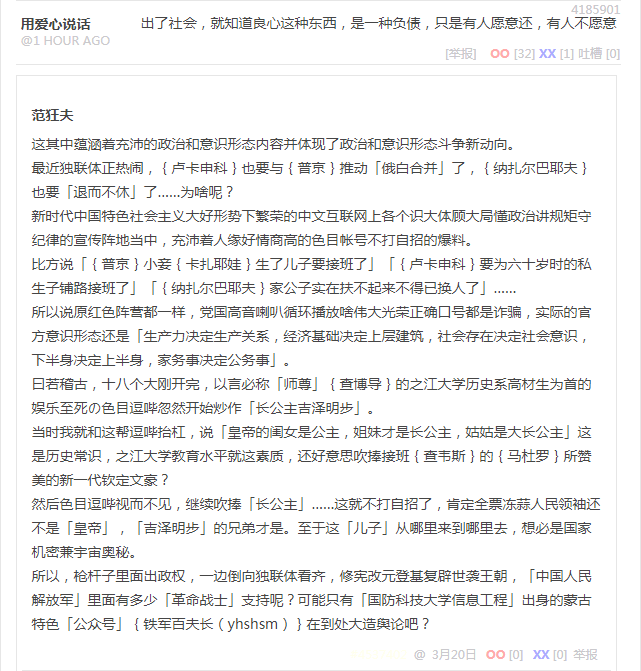 4185901
用爱心说话
出了社会，就知道良心这种东西，是一种负债，只是有人愿意还，有人不愿意
@1 HOUR AGO
[举报] OO [32] XX [1] 吐槽 [0]
范狂夫
这其中蕴涵着充沛的政治和意识形态内容并体现了政治和意识形态斗争新动向。
最近独联体正热闹，｛卢卡申科｝也要与｛普京｝推动「俄白合并」了，｛纳扎尔巴耶夫｝
也要「退而不休」了……为啥呢？
新时代中国特色社会主义大好形势下繁荣的中文互联网上各个识大体顾大局懂政治讲规矩守
纪律的宣传阵地当中，充沛着人缘好情商高的色目帐号不打自招的爆料。
比方说「｛普京｝小妾｛卡扎耶娃｝生了儿子要接班了」「｛卢卡申科｝要为六十岁时的私
生子铺路接班了」「｛纳扎尔巴耶夫｝家公子实在扶不起来不得已换人了」……
所以说原红色阵营都一样，党国高音喇叭循环播放啥伟大光荣正确口号都是诈骗，实际的官
方意识形态还是「生产力决定生产关系，经济基础决定上层建筑，社会存在决定社会意识，
下半身决定上半身，家务事决定公务事」。
曰若稽古，十八个大刚开完，以言必称「师尊」｛查博导｝的之江大学历史系高材生为首的
娱乐至死の色目逗哔忽然开始炒作「长公主吉泽明步」。
当时我就和这帮逗哔抬杠，说「皇帝的闺女是公主，姐妹才是长公主，姑姑是大长公主」这
是历史常识，之江大学教育水平就这素质，还好意思吹捧接班｛查韦斯｝的｛马杜罗｝所赞
美的新一代钦定文豪？
然后色目逗哔视而不见，继续吹捧「长公主」……这就不打自招了，肯定全票冻蒜人民领袖还
不是「皇帝」，「吉泽明步」的兄弟才是。至于这「儿子」从哪里来到哪里去，想必是国家
机密兼宇宙奥秘。
所以，枪杆子里面出政权，一边倒向独联体看齐，修宪改元登基复辟世袭王朝，「中国人民
解放军」里面有多少「革命战士」支持呢？可能只有「国防科技大学信息工程」出身的蒙古
特色「公众号」｛铁军百夫长（yhshsm）｝在到处大造舆论吧？
@ 3月20日 OO [0] XX [0] 举报